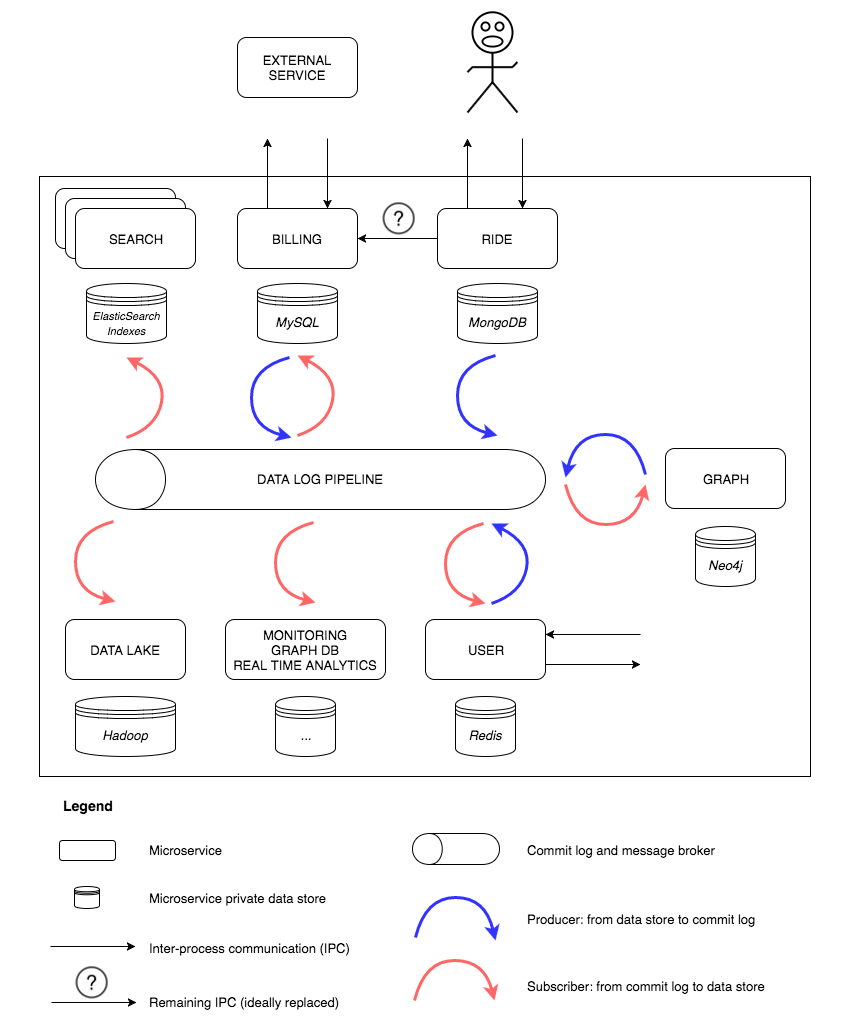 EXTERNAL
SERVICE
?
SEARCH
BILLING
RIDE
ElasticSearch
Indexes
MySQL
MongoDB
DATA LOG PIPELINE
GRAPH
Neo4j
DATA LAKE
MONITORING
GRAPH DB
REAL TIME ANALYTICS
USER
Hadoop
...
Redis
Legend
Microservice
Commit log and message broker
Microservice private data store
Producer: from data store to commit log
Inter-process communication (IPC)
?
Remaining IPC (ideally replaced)
Subscriber: from commit log to data store